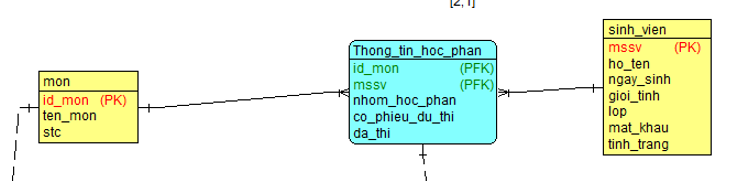 [2,1]
mon
id_mon (PK)
ten_mon
stc
Thong_tin_hoc_phan
id_mon (PFK)
mssv (PFK)
nhom_hoc_phan
co_phieu_du_thi
da_thi
sinh_vien
mssv (PK)
ho_ten
ngay_sinh
gioi_tinh
lop
mat_khau
tinh_trang